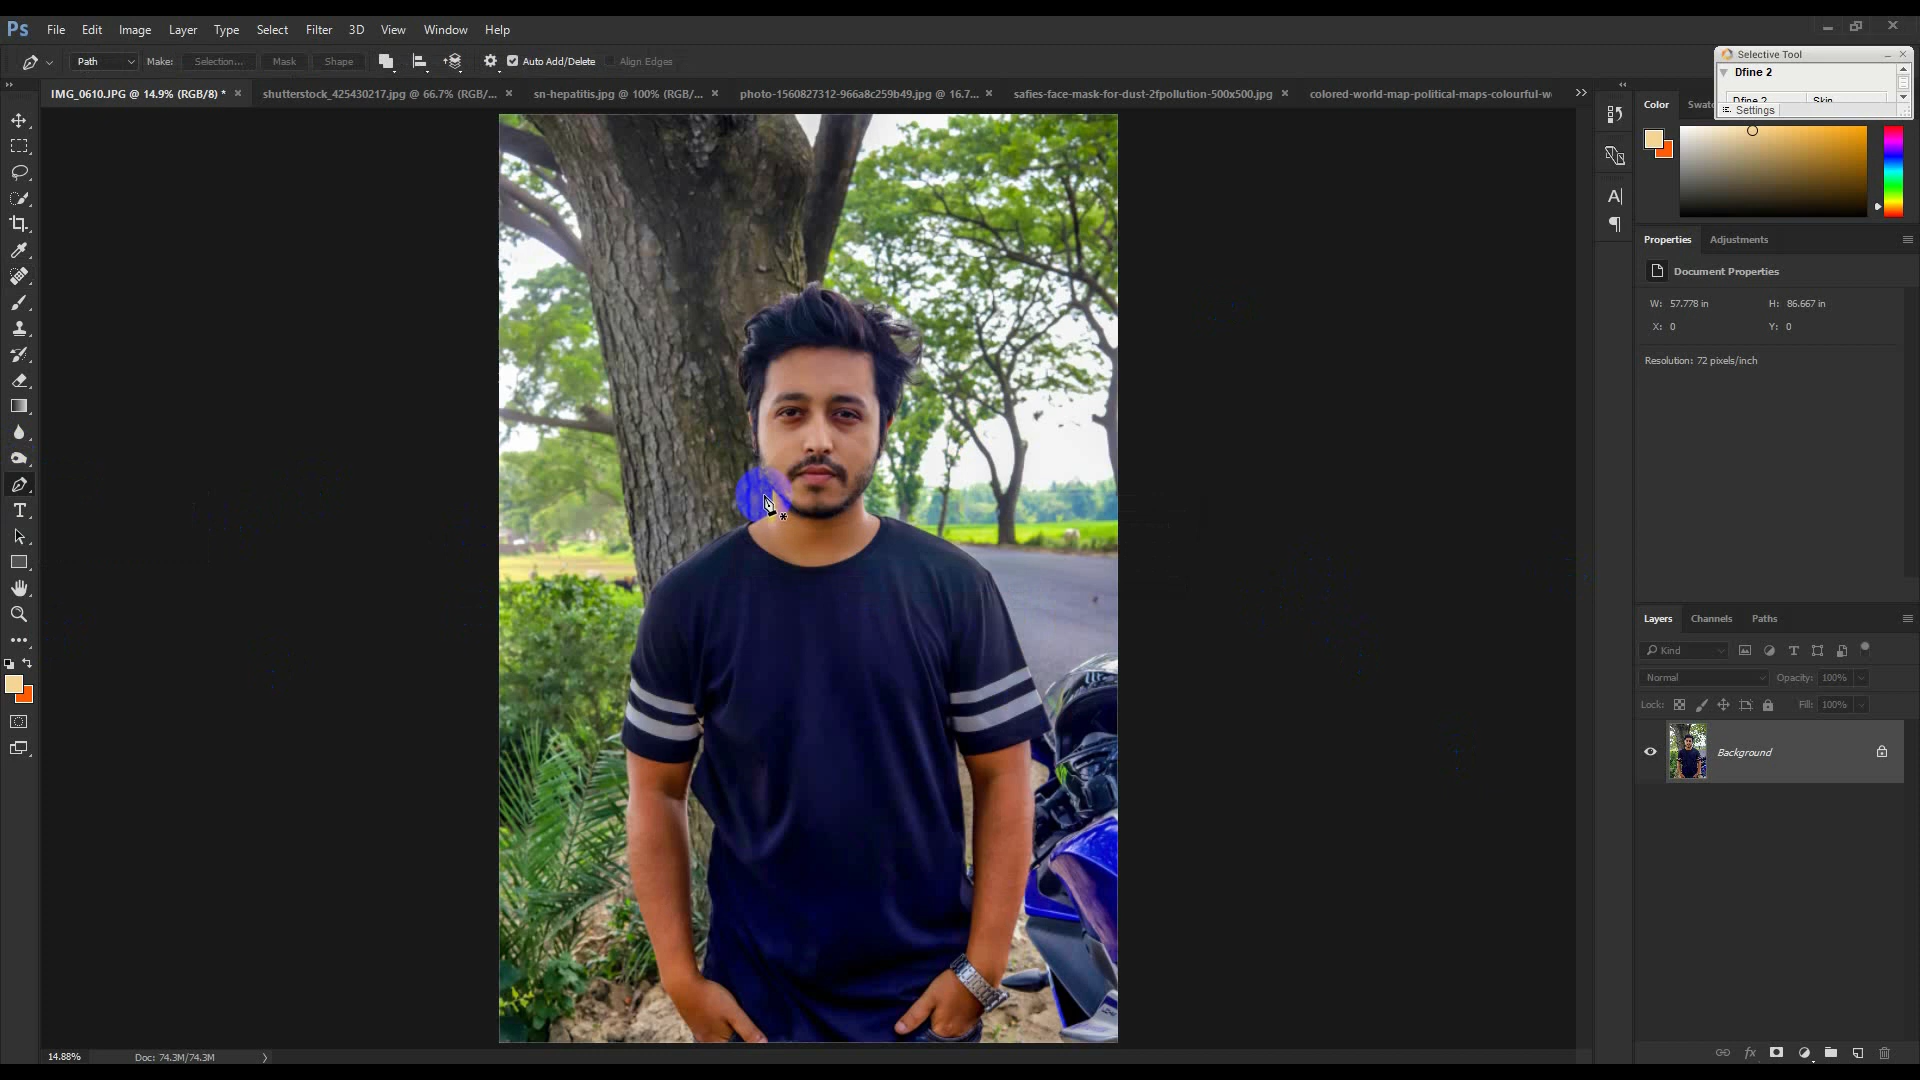 Ps File Edit Image Layer Type Select Filter 3D View Window Help
Path Make: Selection... Mask Shape Auto Add/Delete Align Edges
Selective Tool
Dfine 2
Dfine 2 Skin
Settings
IMG_0610.JPG @ 14.9% (RGB/8) * shutterstock_425430217.jpg @ 66.7% (RGB/... sn-hepatitis.jpg @ 100% (RGB/... photo-1560827312-966a8c259b49.jpg @ 16.7... safies-face-mask-for-dust-2fpollution-500x500.jpg colored-world-map-political-maps-colourful-w
Color Swatc
Properties Adjustments
Document Properties
W: 57.778 in H: 86.667 in
X: 0 Y: 0
Resolution: 72 pixels/inch
Layers Channels Paths
Kind
Normal Opacity: 100%
Lock: Fill: 100%
Background
14.88% Doc: 74.3M/74.3M